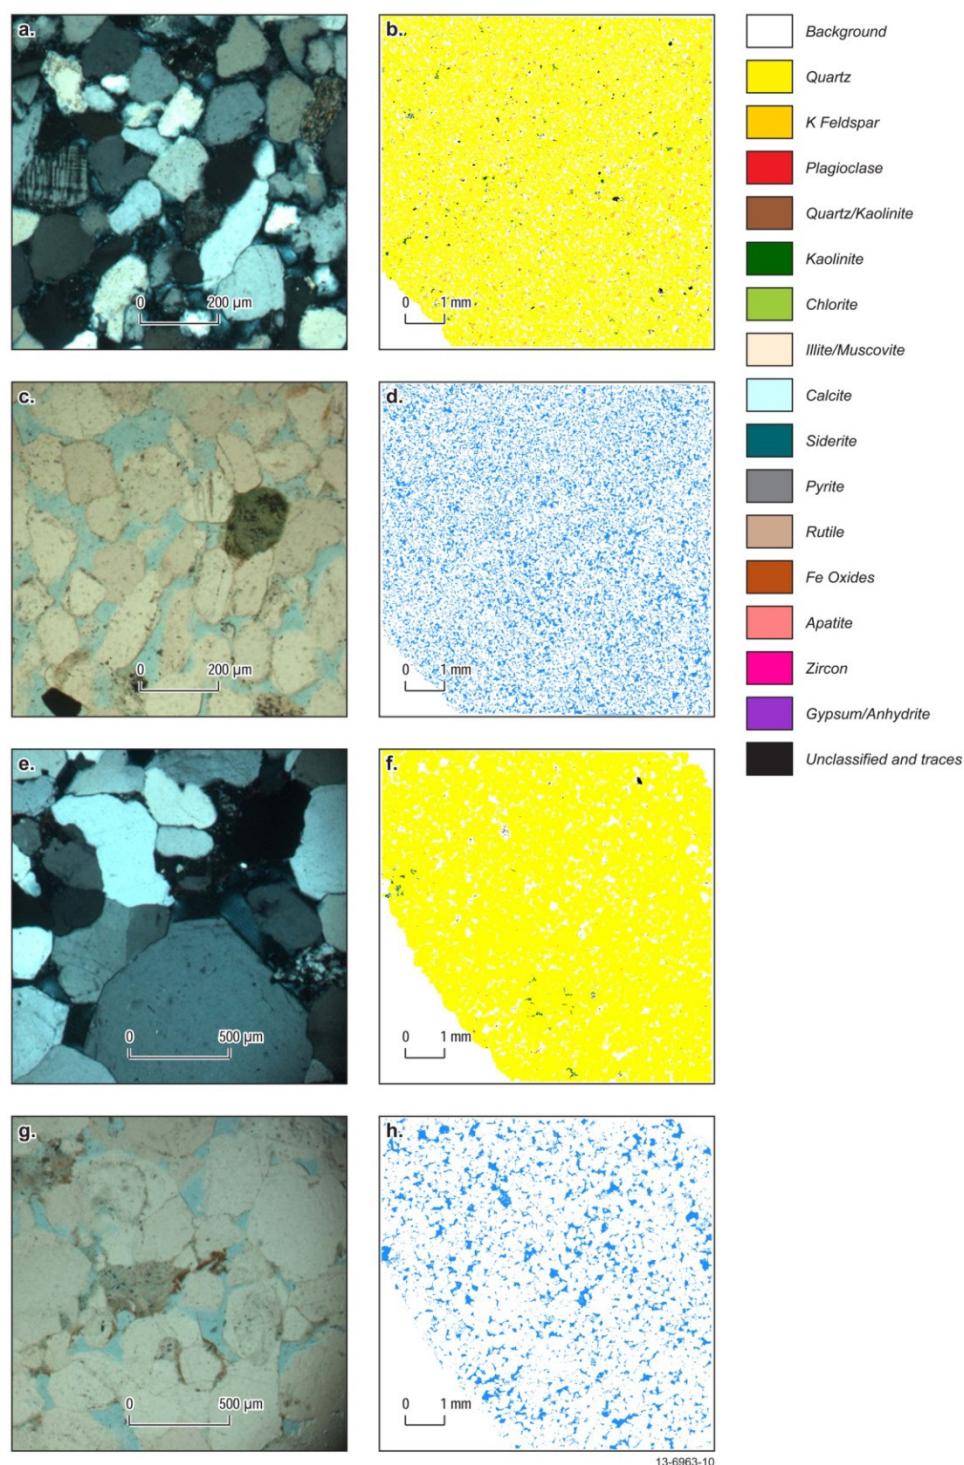 a.
0 200 µm
b.
0 1 mm
c.
0 200 µm
d.
0 1 mm
e.
0 500 µm
f.
0 1 mm
g.
0 500 µm
h.
0 1 mm
Background
Quartz
K Feldspar
Plagioclase
Quartz/Kaolinite
Kaolinite
Chlorite
Illite/Muscovite
Calcite
Siderite
Pyrite
Rutile
Fe Oxides
Apatite
Zircon
Gypsum/Anhydrite
Unclassified and traces
13-6963-10